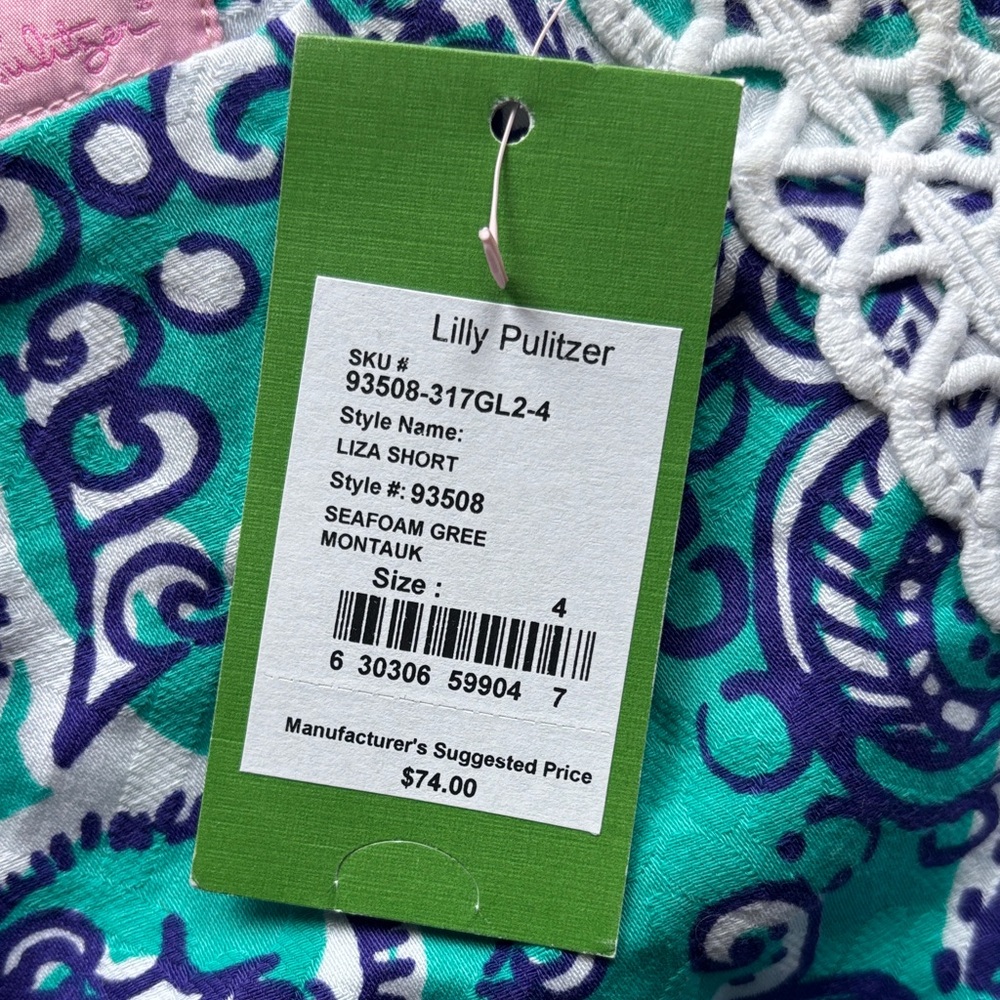 Pulitzer®
Lilly Pulitzer
SKU #
93508-317GL2-4
Style Name:
LIZA SHORT
Style #: 93508
SEAFOAM GREE
MONTAUK
Size : 4
6 30306 59904 7
Manufacturer's Suggested Price
$74.00